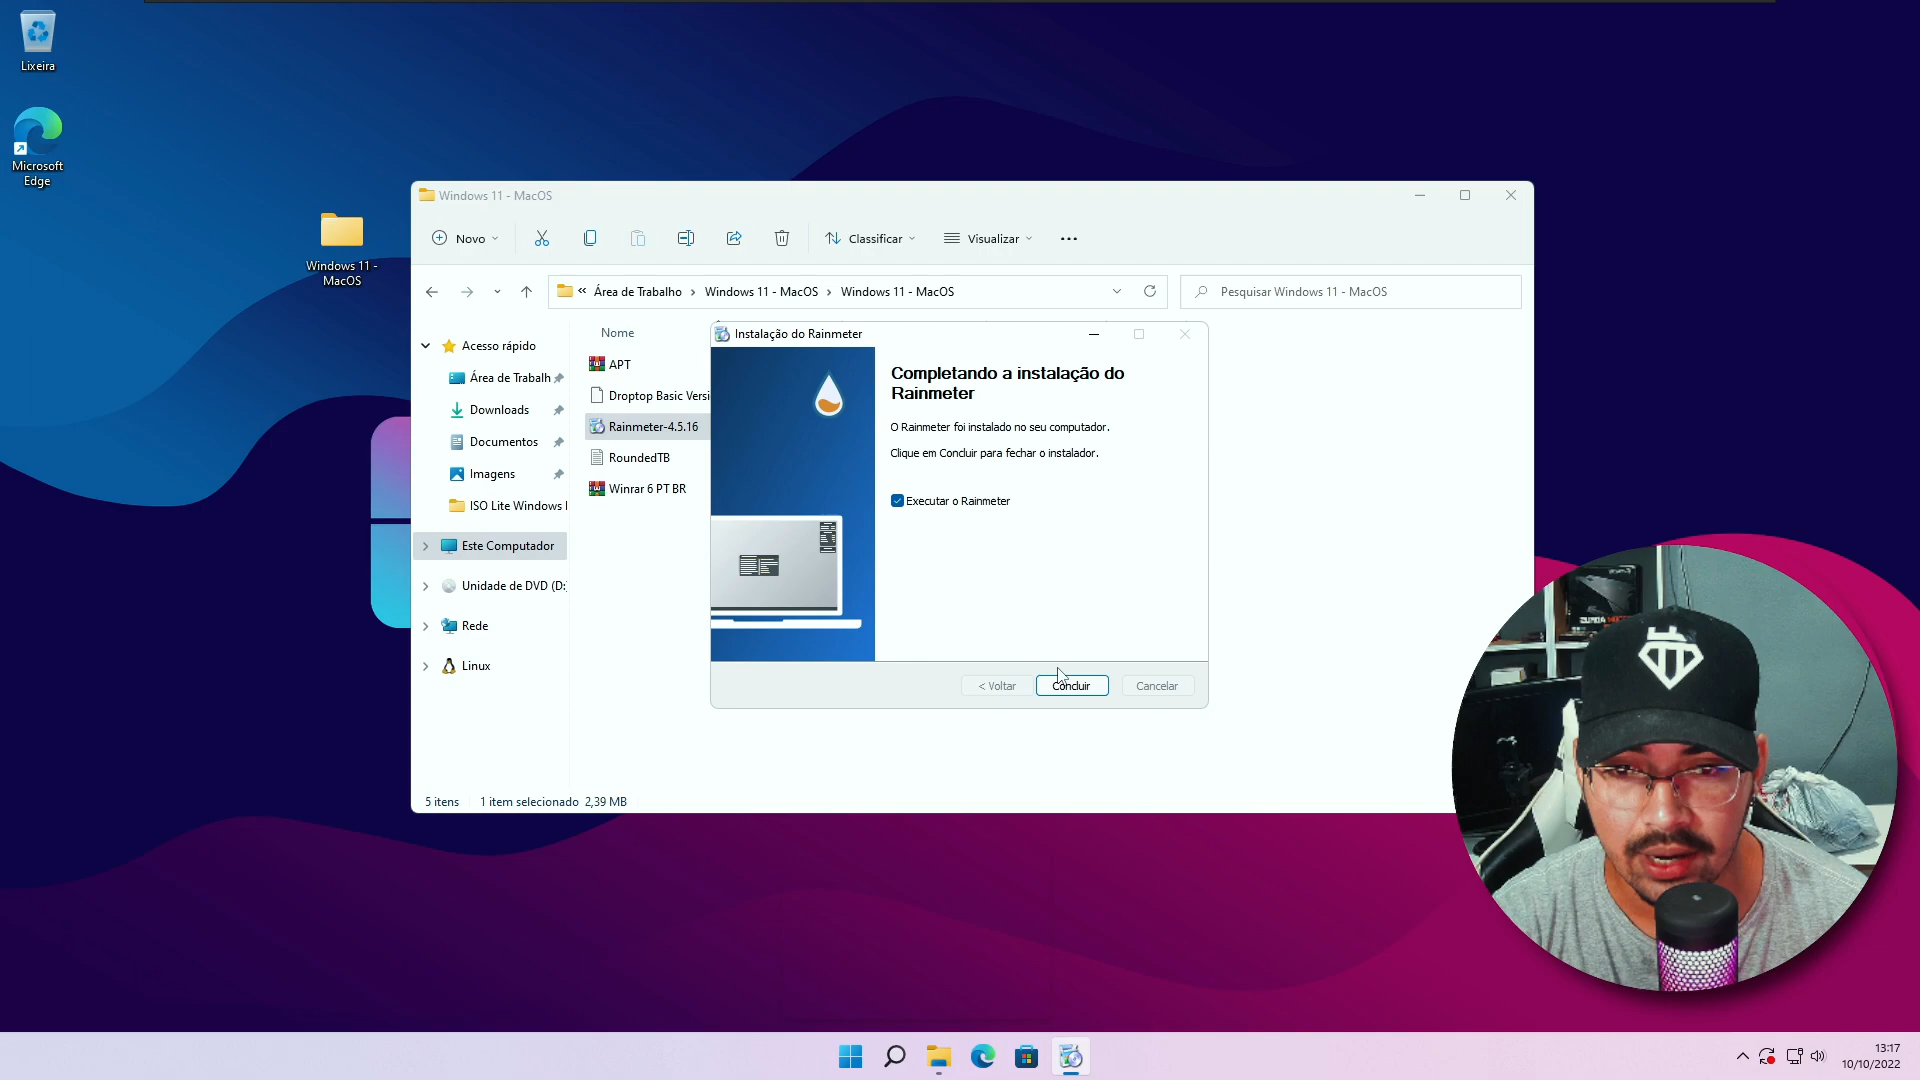 Lixeira
Microsoft
Edge
Windows 11 -
MacOS
Windows 11 - MacOS
Novo
Classificar
Visualizar
« Área de Trabalho > Windows 11 - MacOS > Windows 11 - MacOS
Pesquisar Windows 11 - MacOS
Acesso rápido
Área de Trabalh
Downloads
Documentos
Imagens
ISO Lite Windows
Este Computador
Unidade de DVD (D:
Rede
Linux
Nome
APT
Droptop Basic Versi
Rainmeter-4.5.16
RoundedTB
Winrar 6 PT BR
Instalação do Rainmeter
Completando a instalação do
Rainmeter
O Rainmeter foi instalado no seu computador.
Clique em Concluir para fechar o instalador.
Executar o Rainmeter
< Voltar
Concluir
Cancelar
5 itens
1 item selecionado 2,39 MB
13:17
10/10/2022